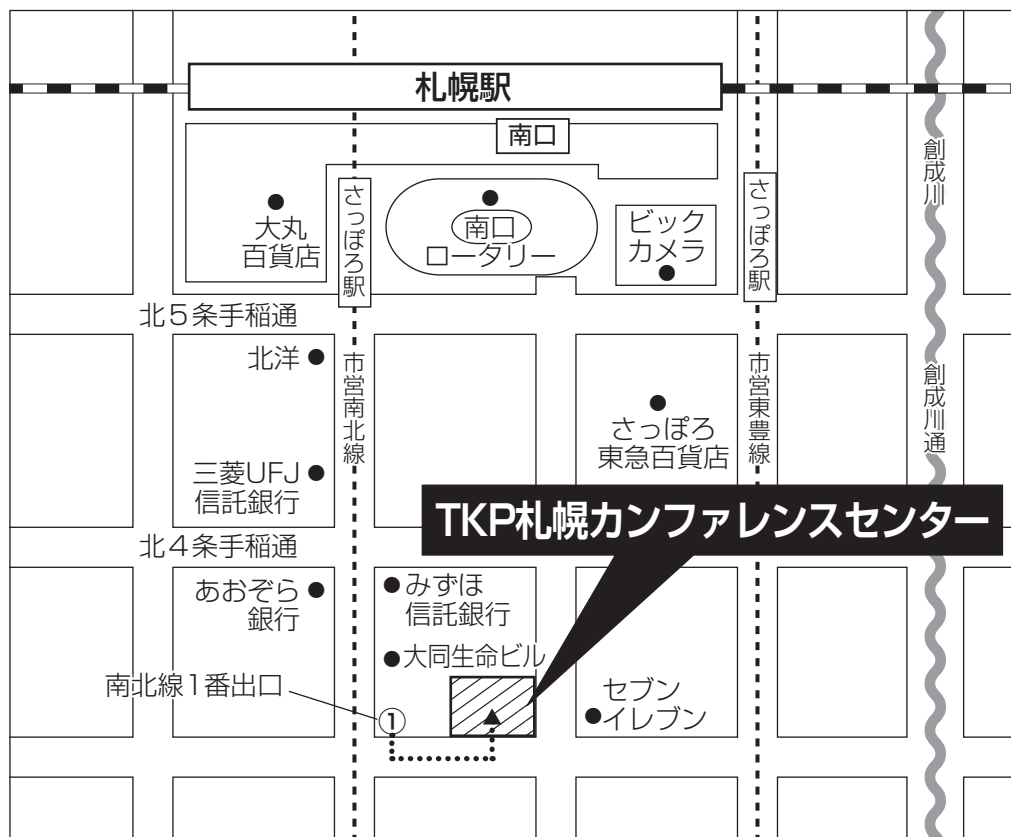 札幌駅
南口
さっぽろ駅
さっぽろ駅
創成川
大丸
百貨店
南口
ロータリー
ビック
カメラ
北5条手稲通
北洋
市営南北線
市営東豊線
創成川通
さっぽろ
東急百貨店
三菱UFJ
信託銀行
TKP札幌カンファレンスセンター
北4条手稲通
あおぞら
銀行
みずほ
信託銀行
大同生命ビル
南北線1番出口
①
セブン
イレブン